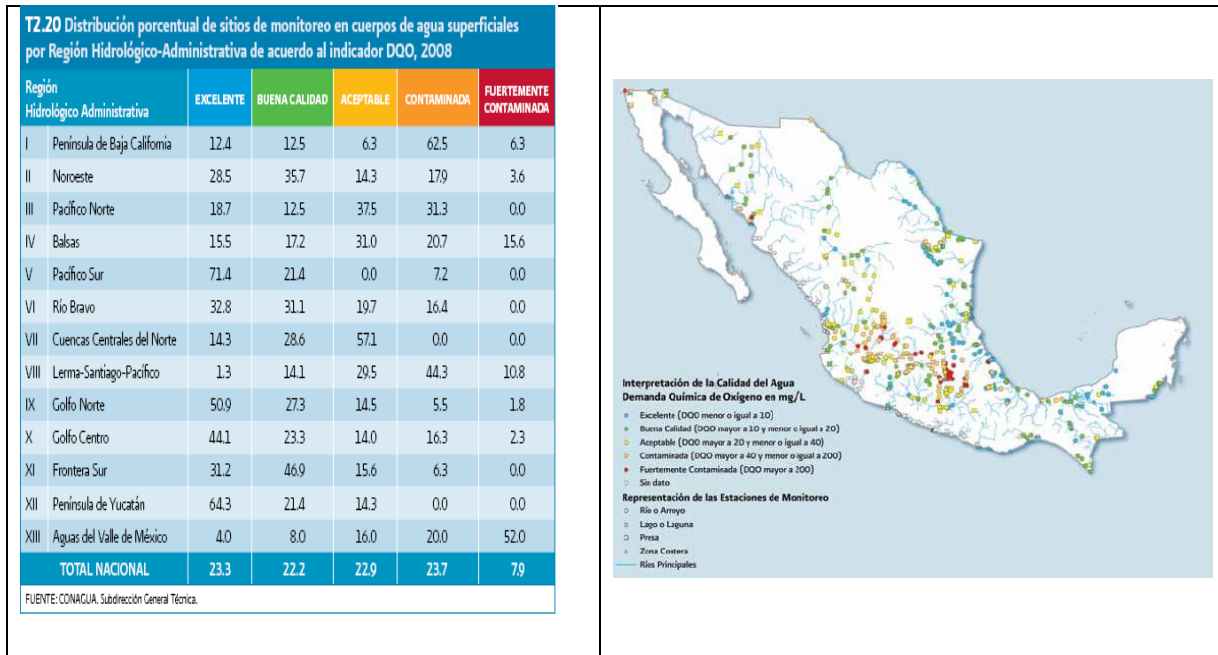 T2.20 Distribución porcentual de sitios de monitoreo en cuerpos de agua superficiales
por Región Hidrológico-Administrativa de acuerdo al indicador DQO, 2008
Región
Hidrológico Administrativa
EXCELENTE BUENA CALIDAD ACEPTABLE CONTAMINADA FUERTEMENTE CONTAMINADA
I Península de Baja California 12.4 12.5 6.3 62.5 6.3
II Noroeste 28.5 35.7 14.3 17.9 3.6
III Pacífico Norte 18.7 12.5 37.5 31.3 0.0
IV Balsas 15.5 17.2 31.0 20.7 15.6
V Pacífico Sur 71.4 21.4 0.0 7.2 0.0
VI Río Bravo 32.8 31.1 19.7 16.4 0.0
VII Cuencas Centrales del Norte 14.3 28.6 57.1 0.0 0.0
VIII Lerma-Santiago-Pacífico 1.3 14.1 29.5 44.3 10.8
IX Golfo Norte 50.9 27.3 14.5 5.5 1.8
X Golfo Centro 44.1 23.3 14.0 16.3 2.3
XI Frontera Sur 31.2 46.9 15.6 6.3 0.0
XII Península de Yucatán 64.3 21.4 14.3 0.0 0.0
XIII Aguas del Valle de México 4.0 8.0 16.0 20.0 52.0
TOTAL NACIONAL 23.3 22.2 22.9 23.7 7.9
FUENTE: CONAGUA. Subdirección General Técnica.
Interpretación de la Calidad del Agua
Demanda Química de Oxígeno en mg/L
Excelente (DQO menor o igual a 10)
Buena Calidad (DQO mayor a 10 y menor o igual a 20)
Aceptable (DQO mayor a 20 y menor o igual a 40)
Contamirada (DQO mayor a 40 y menor o igual a 200)
Fuertemente Contamizada (DQO mayor a 200)
Sin dato
Representación de las Estaciones de Monitoreo
Río o Arroyo
Lago o Laguna
Presa
Zona Costera
Ríos Principales